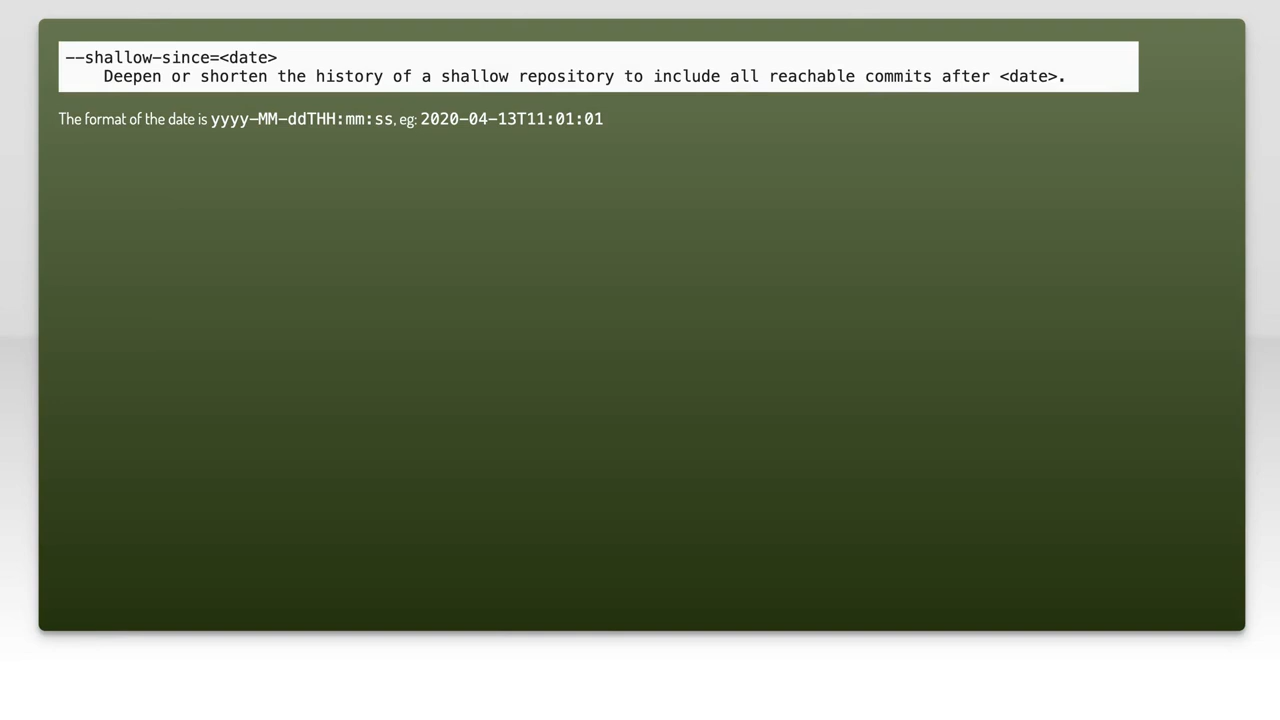 --shallow-since=<date>
Deepen or shorten the history of a shallow repository to include all reachable commits after <date>.
The format of the date is yyyy-MM-ddTHH:mm:ss, eg: 2020-04-13T11:01:01